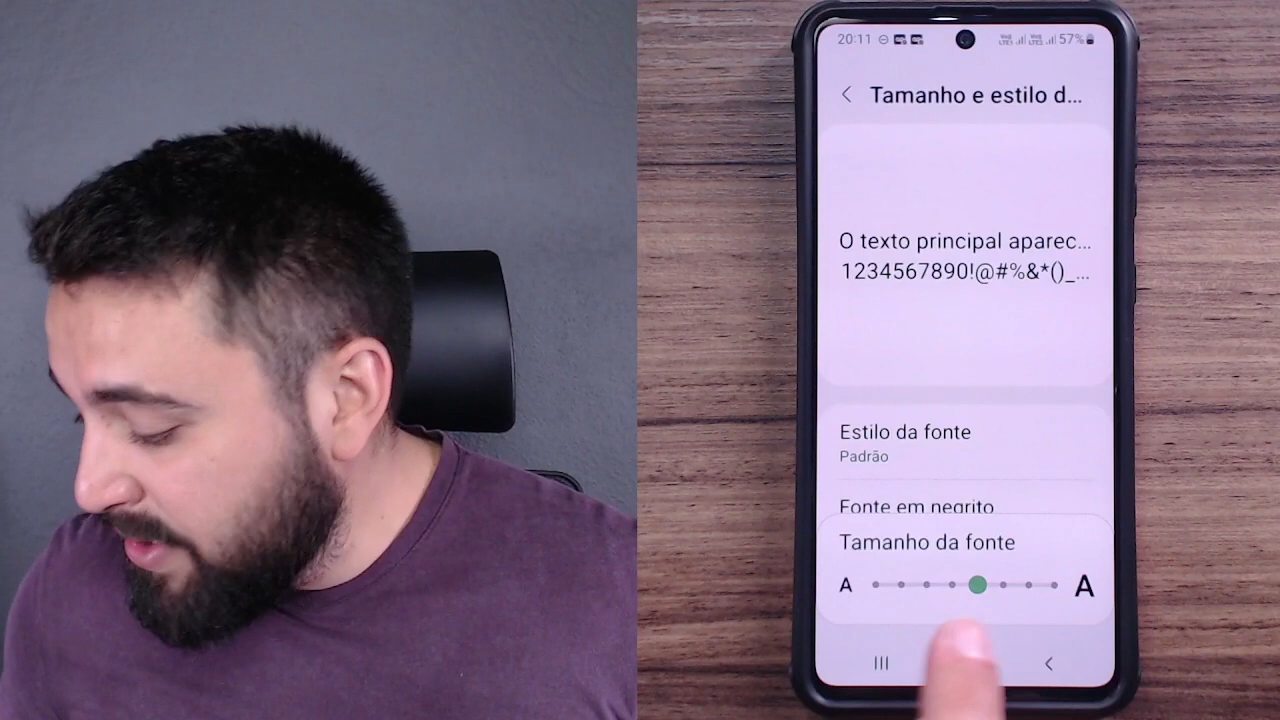 20:11
57%
Tamanho e estilo d...
O texto principal aparec...
1234567890!@#%&*()_...
Estilo da fonte
Padrão
Fonte em negrito
Tamanho da fonte
A A